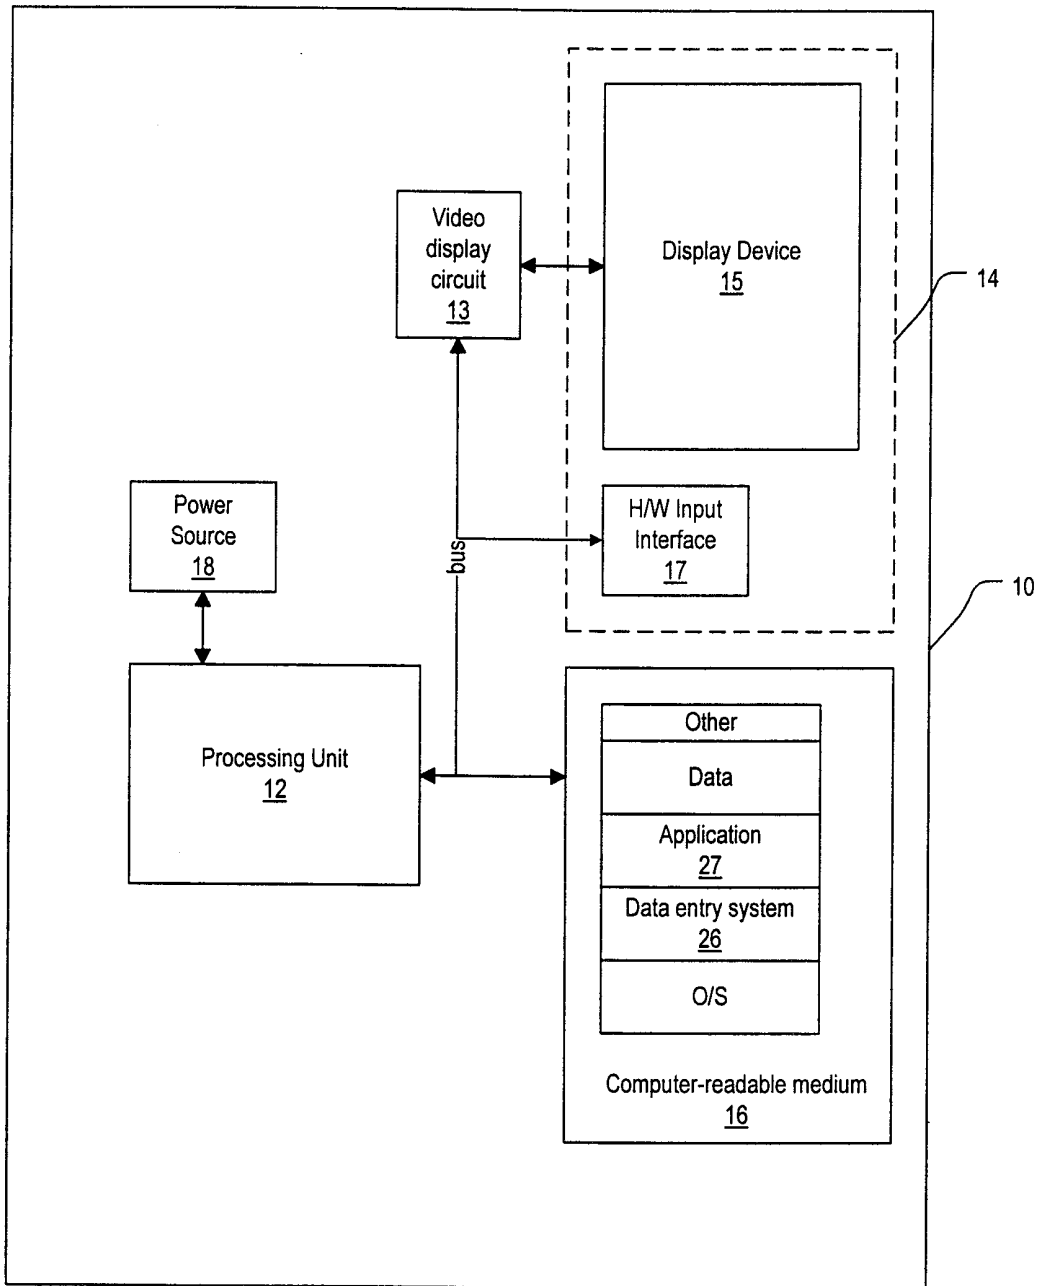 Video
display
circuit
13
Display Device
15
14
Power
Source
18
H/W Input
Interface
17
bus
10
Processing Unit
12
Other
Data
Application
27
Data entry system
26
O/S
Computer-readable medium
16